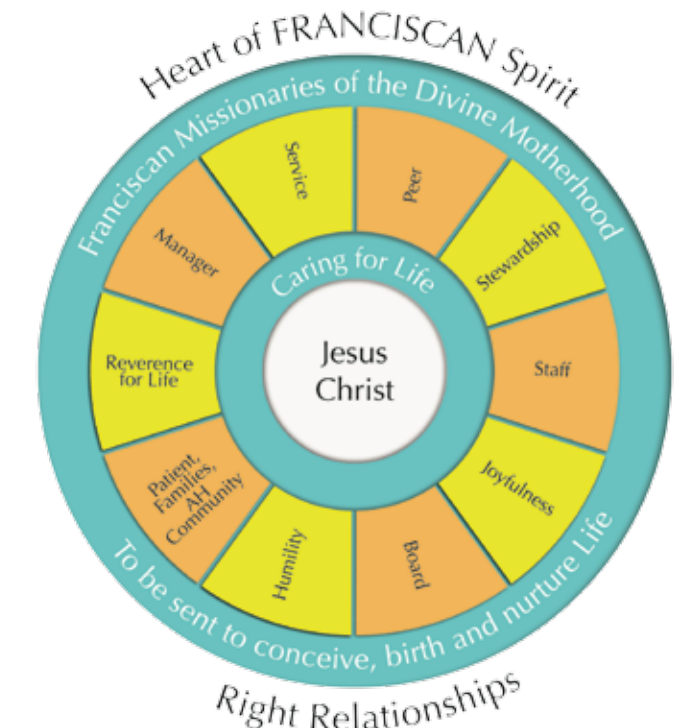 Heart of FRANCISCAN Spirit
Franciscan Missionaries of the Divine Motherhood
Service
Peer
Stewardship
Staff
Joyfulness
Board
Humility
Patient,
Families,
AH
Community
Reverence
for Life
Manager
Caring for Life
Jesus
Christ
To be sent to conceive, birth and nurture Life
Right Relationships